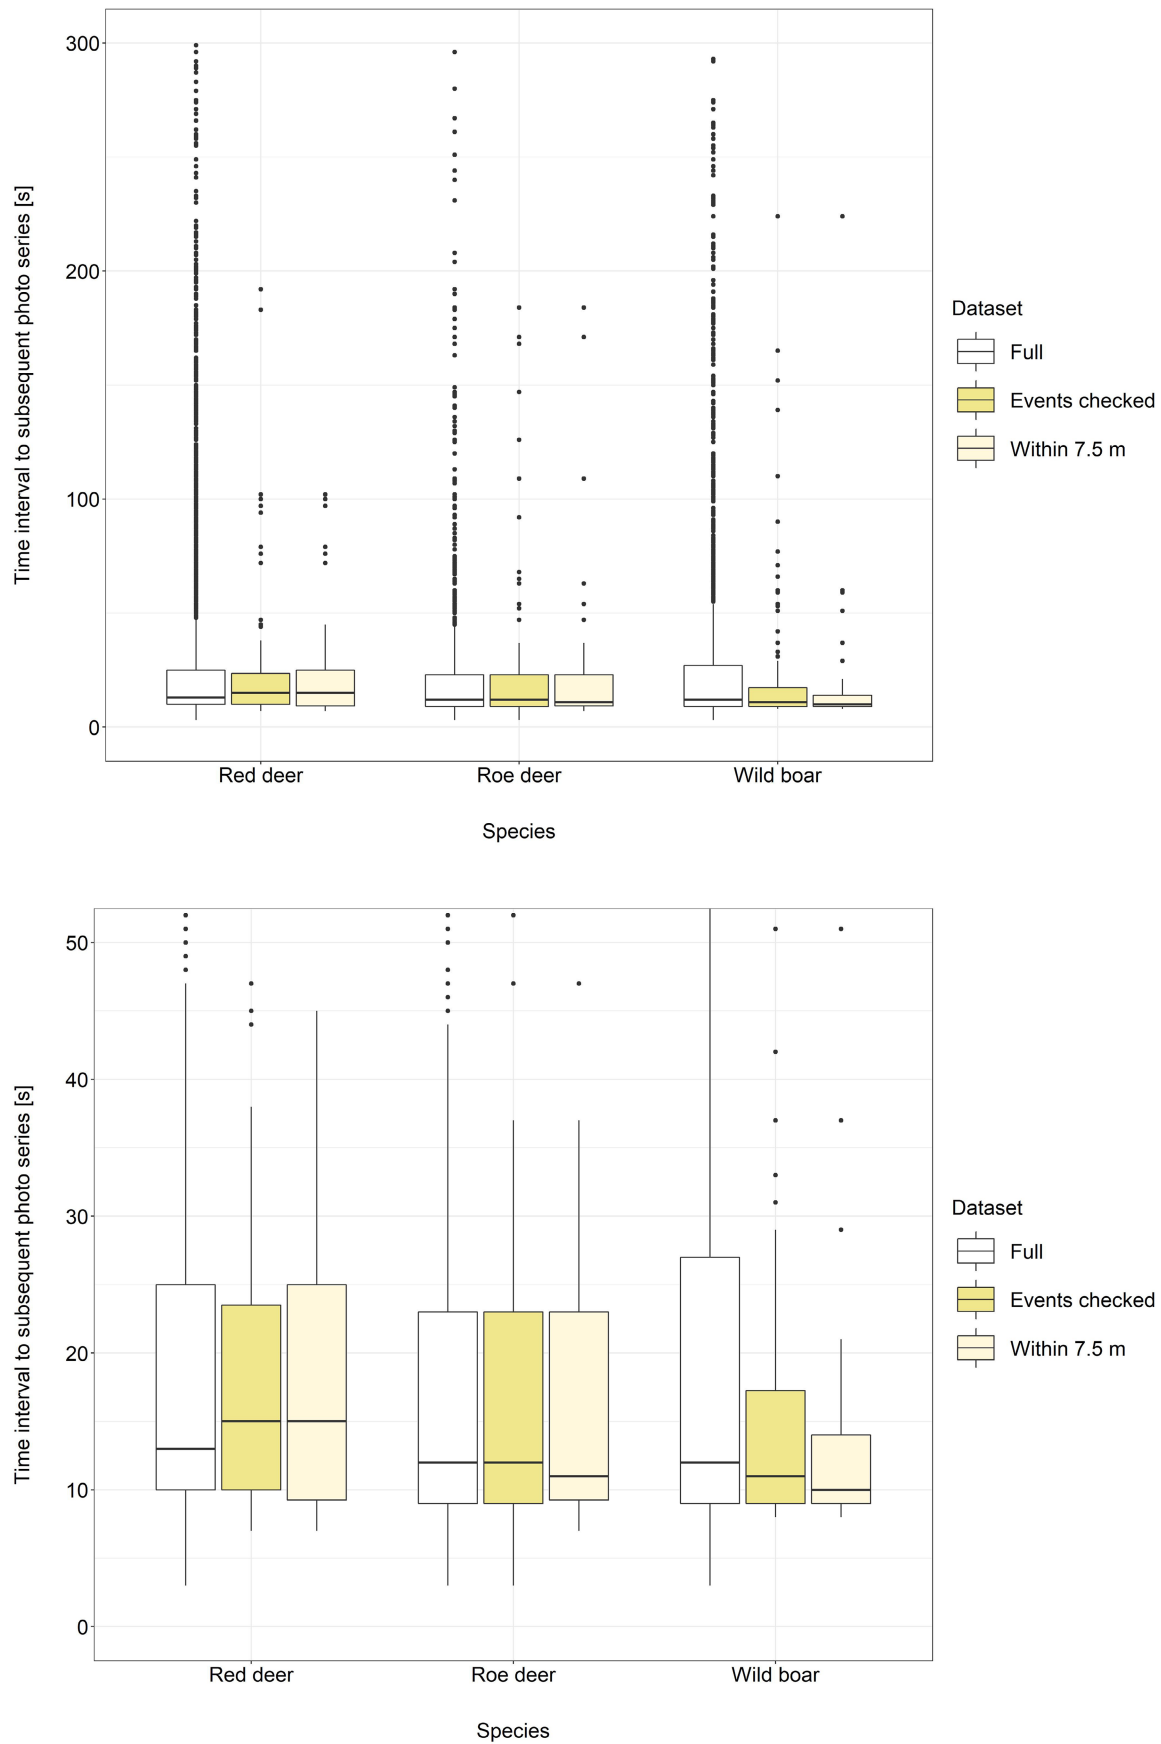 300
200
100
0
Time interval to subsequent photo series [s]
Red deer
Roe deer
Wild boar
Species
Dataset
Full
Events checked
Within 7.5 m
50
40
30
20
10
0
Time interval to subsequent photo series [s]
Red deer
Roe deer
Wild boar
Species
Dataset
Full
Events checked
Within 7.5 m